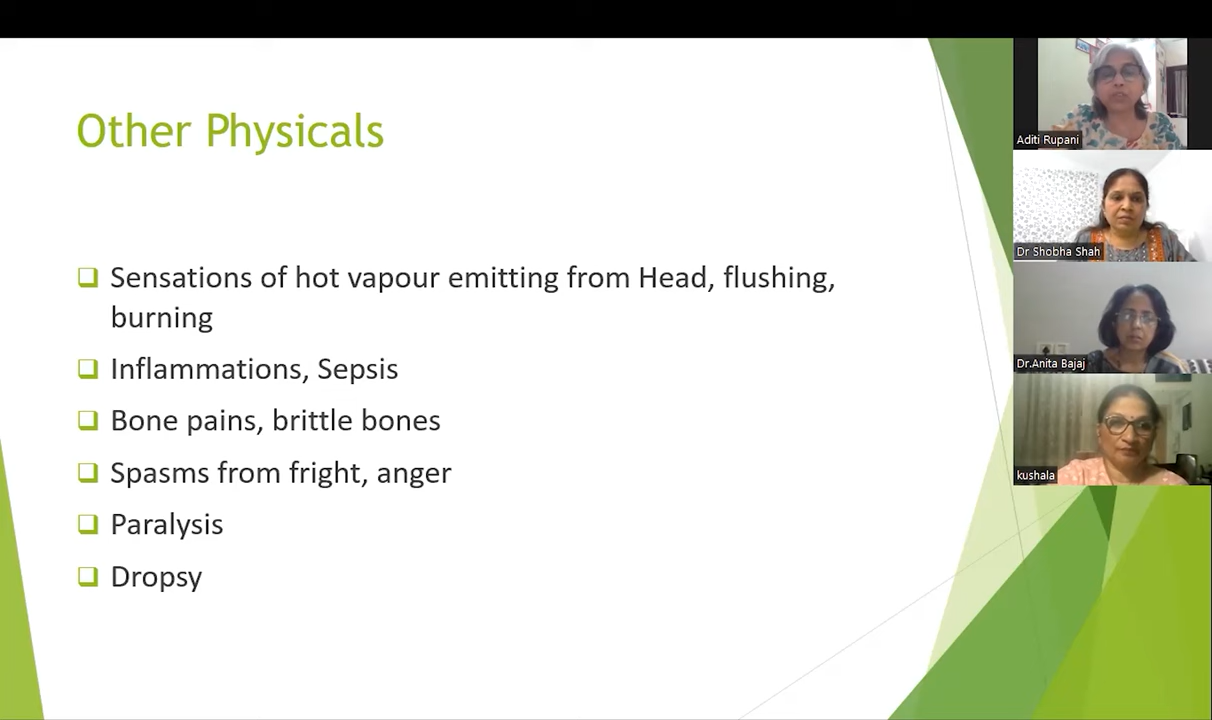 Other Physicals
Sensations of hot vapour emitting from Head, flushing,
burning
Inflammations, Sepsis
Bone pains, brittle bones
Spasms from fright, anger
Paralysis
Dropsy
Aditi Rupani
Dr Shobha Shah
Dr.Anita Bajaj
kushala